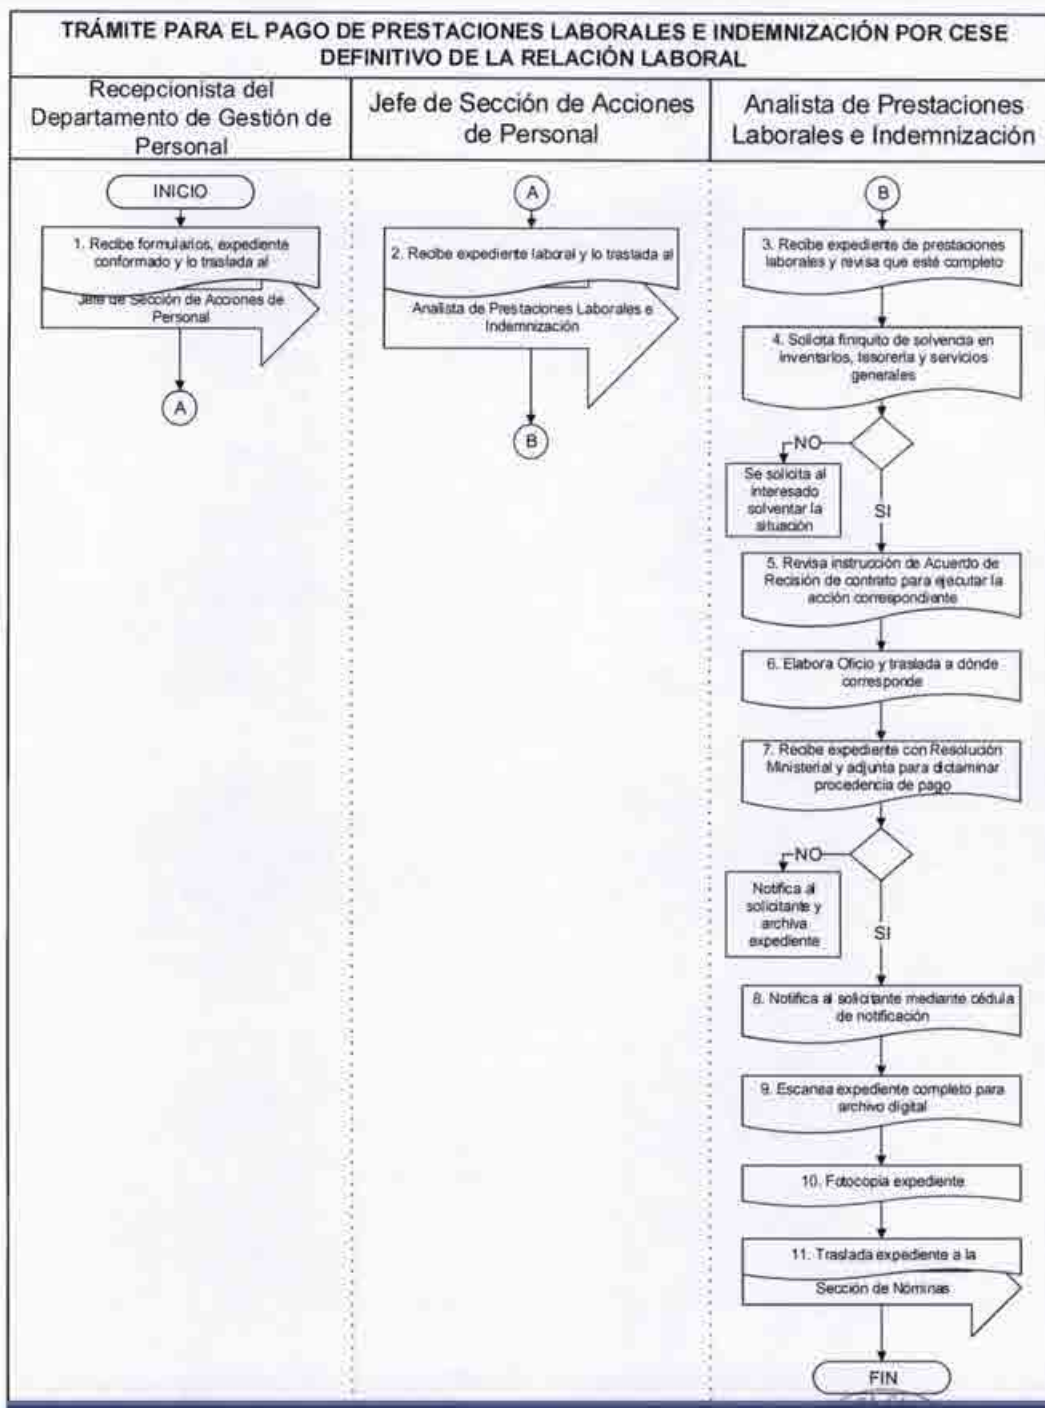 TRÁMITE PARA EL PAGO DE PRESTACIONES LABORALES E INDEMNIZACIÓN POR CESE
DEFINITIVO DE LA RELACIÓN LABORAL
Recepcionista del
Departamento de Gestión de
Personal
INICIO
1. Recibe formularios, expediente
conformado y lo traslada al
Jefe de Sección de Acciones de
Personal
A
Jefe de Sección de Acciones
de Personal
A
2. Recibe expediente laboral y lo traslada al
Analista de Prestaciones Laborales e
Indemnización
B
Analista de Prestaciones
Laborales e Indemnización
B
3. Recibe expediente de prestaciones
laborales y revisa que esté completo
4. Solicita finiquito de solvencia en
inventarios, tesorería y servicios
generales
NO
Se solicita al
interesado
solventar la
situación
SI
5. Revisa instrucción de Acuerdo de
Recisión de contrato para ejecutar la
acción correspondiente
6. Elabora Oficio y traslada a dónde
corresponde
7. Recibe expediente con Resolución
Ministerial y adjunta para dictaminar
procedencia de pago
NO
Notifica al
solicitante y
archiva
expediente
SI
8. Notifica al solicitante mediante cédula
de notificación
9. Escanea expediente completo para
archivo digital
10. Fotocopia expediente
11. Traslada expediente a la
Sección de Nóminas
FIN